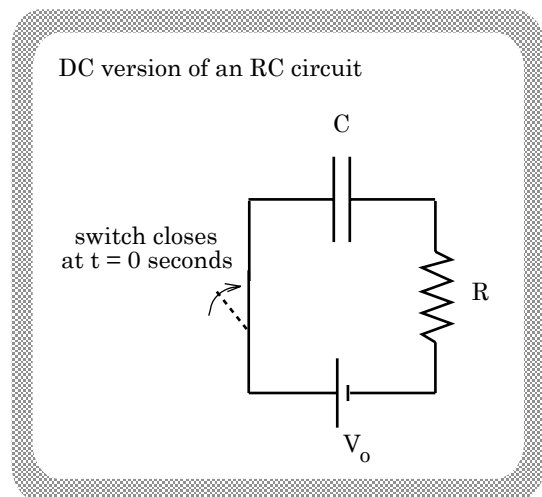 DC version of an RC circuit
C
switch closes
at t = 0 seconds
R
Vo